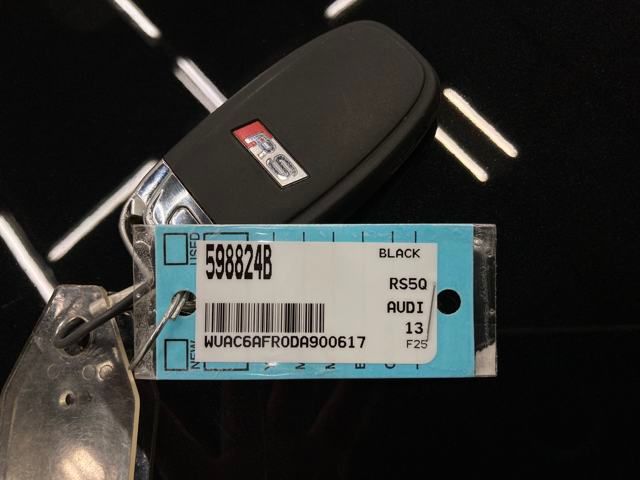 RS
USED
598824B
BLACK
RS5Q
AUDI
13
WUAC6AFR0DA900617
F25
NEW